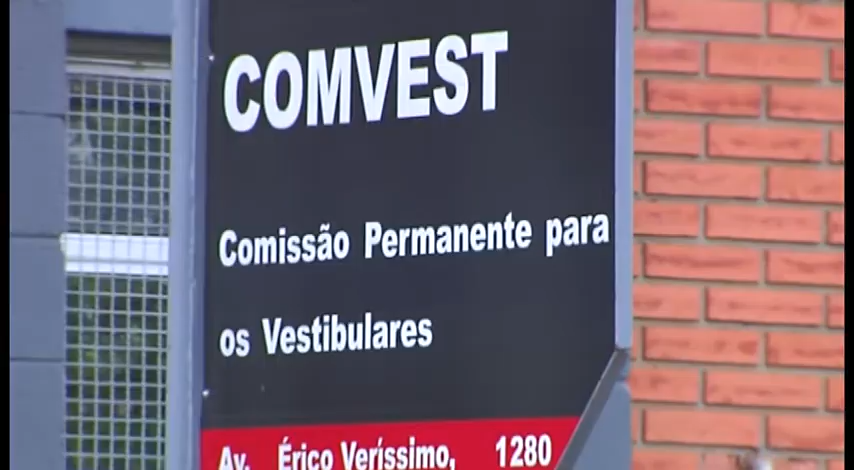 COMVEST
Comissão Permanente para
os Vestibulares
Av. Érico Veríssimo, 1280